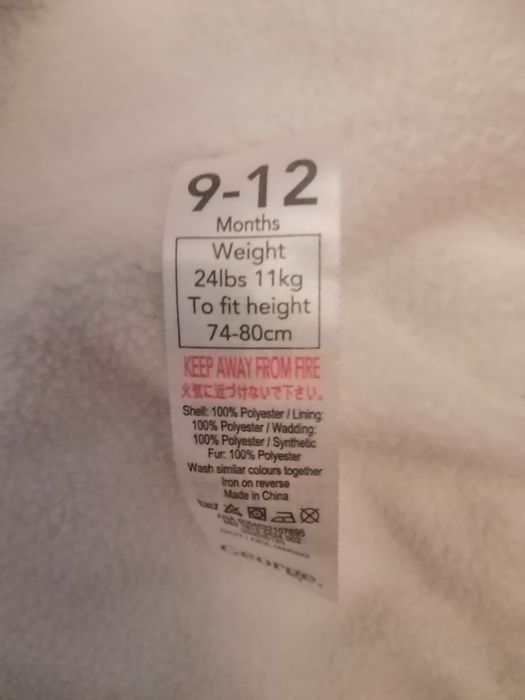 9-12
Months
Weight
24lbs 11kg
To fit height
74-80cm
KEEP AWAY FROM FIRE
火気に近づけないで下さい。
Shell: 100% Polyester / Lining:
100% Polyester / Wadding:
100% Polyester / Synthetic
Fur: 100% Polyester
Wash similar colours together
Iron on reverse
Made in China
George.